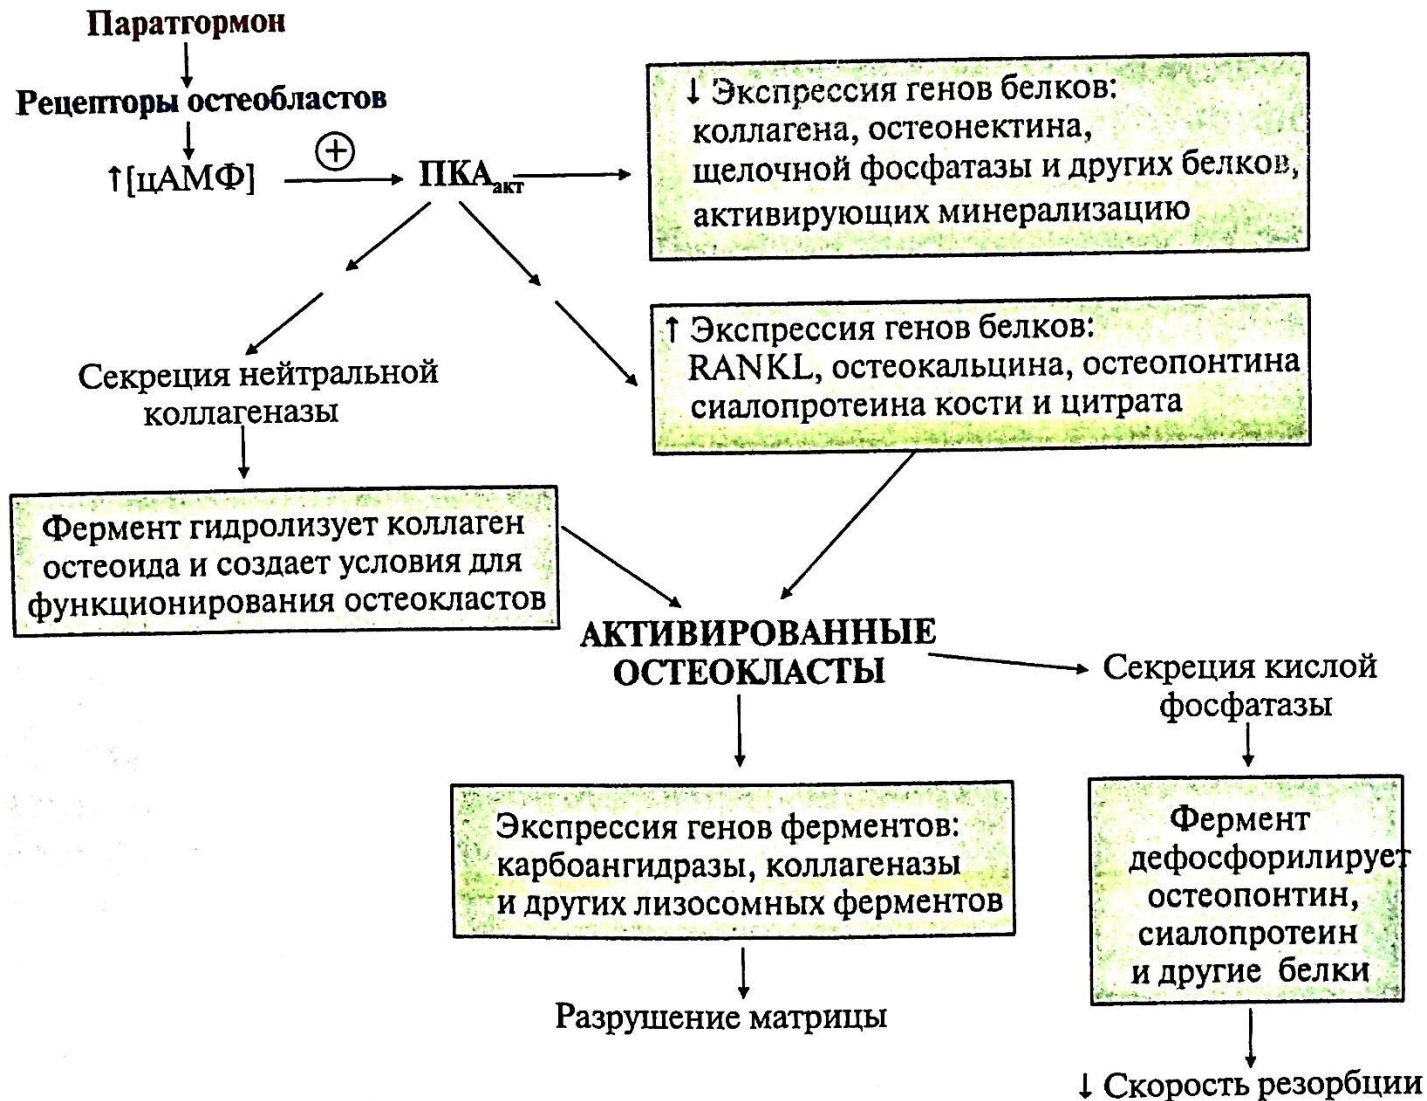 Паратгормон
Рецепторы остеобластов
↑[цАМФ]
+
ПКАакт
↓ Экспрессия генов белков:
коллагена, остеонектина,
щелочной фосфатазы и других белков,
активирующих минерализацию
↑ Экспрессия генов белков:
RANKL, остеокальцина, остеопонтина
сиалопротеина кости и цитрата
Секреция нейтральной
коллагеназы
Фермент гидролизует коллаген
остеоида и создает условия для
функционирования остеокластов
АКТИВИРОВАННЫЕ
ОСТЕОКЛАСТЫ
Секреция кислой
фосфатазы
Экспрессия генов ферментов:
карбоангидразы, коллагеназы
и других лизосомных ферментов
Разрушение матрицы
Фермент
дефосфорилирует
остеопонтин,
сиалопротеин
и другие белки
↓ Скорость резорбции